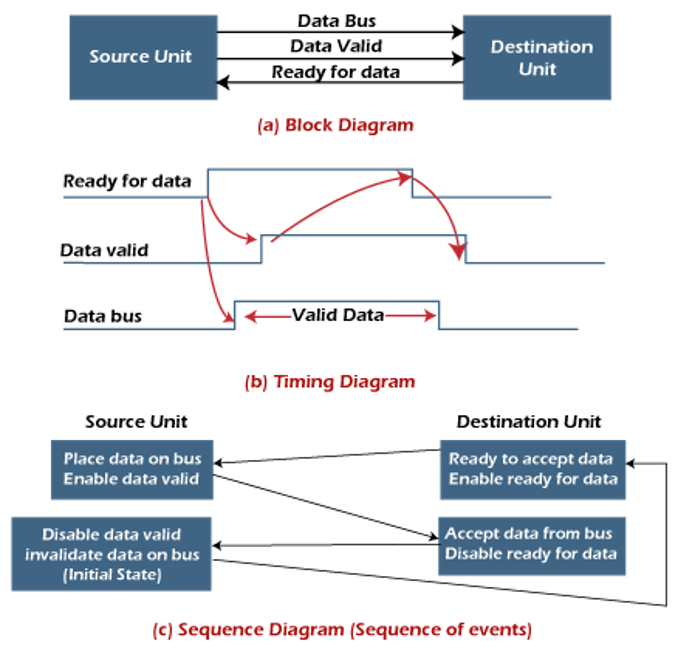 Data Bus
Source Unit
Data Valid
Destination
Unit
Ready for data
(a) Block Diagram
Ready for data
Data valid
Data bus
Valid Data
(b) Timing Diagram
Source Unit
Destination Unit
Place data on bus
Enable data valid
Ready to accept data
Enable ready for data
Disable data valid
invalidate data on bus
(Initial State)
Accept data from bus
Disable ready for data
(c) Sequence Diagram (Sequence of events)